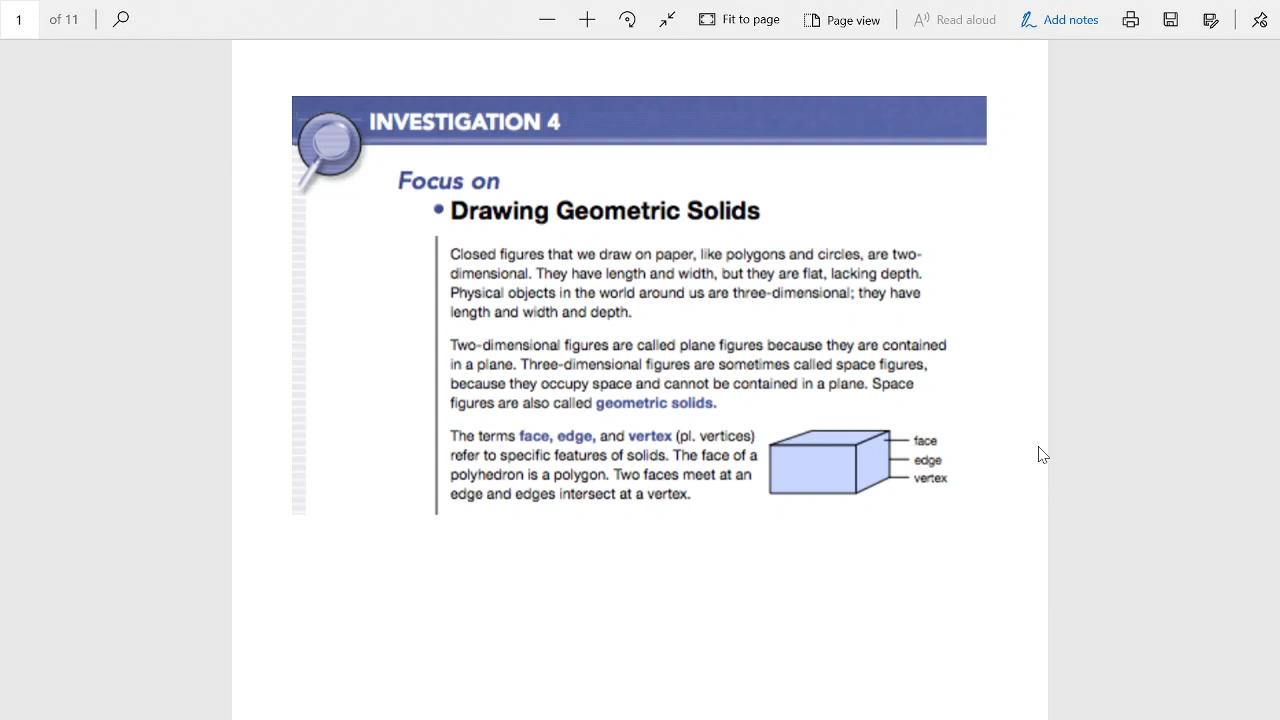 1 of 11 Fit to page Page view Read aloud Add notes
INVESTIGATION 4
Focus on
• Drawing Geometric Solids
Closed figures that we draw on paper, like polygons and circles, are two-
dimensional. They have length and width, but they are flat, lacking depth.
Physical objects in the world around us are three-dimensional; they have
length and width and depth.
Two-dimensional figures are called plane figures because they are contained
in a plane. Three-dimensional figures are sometimes called space figures,
because they occupy space and cannot be contained in a plane. Space
figures are also called geometric solids.
The terms face, edge, and vertex (pl. vertices)
refer to specific features of solids. The face of a
polyhedron is a polygon. Two faces meet at an
edge and edges intersect at a vertex.
face
edge
vertex